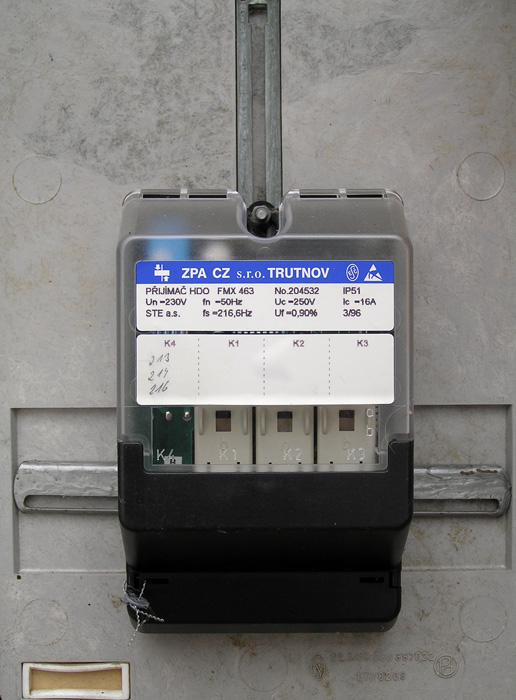 ZPA CZ s.r.o. TRUTNOV
PŘIJÍMAČ HDO FMX 463 No.204532 IP51
Un =230V fn =50Hz Uc =250V Ic =16A
STE a.s. fs =216,6Hz Uf =0,90% 3/96
K4 K1 K2 K3
213
214
216
K4 K1 K2 K3